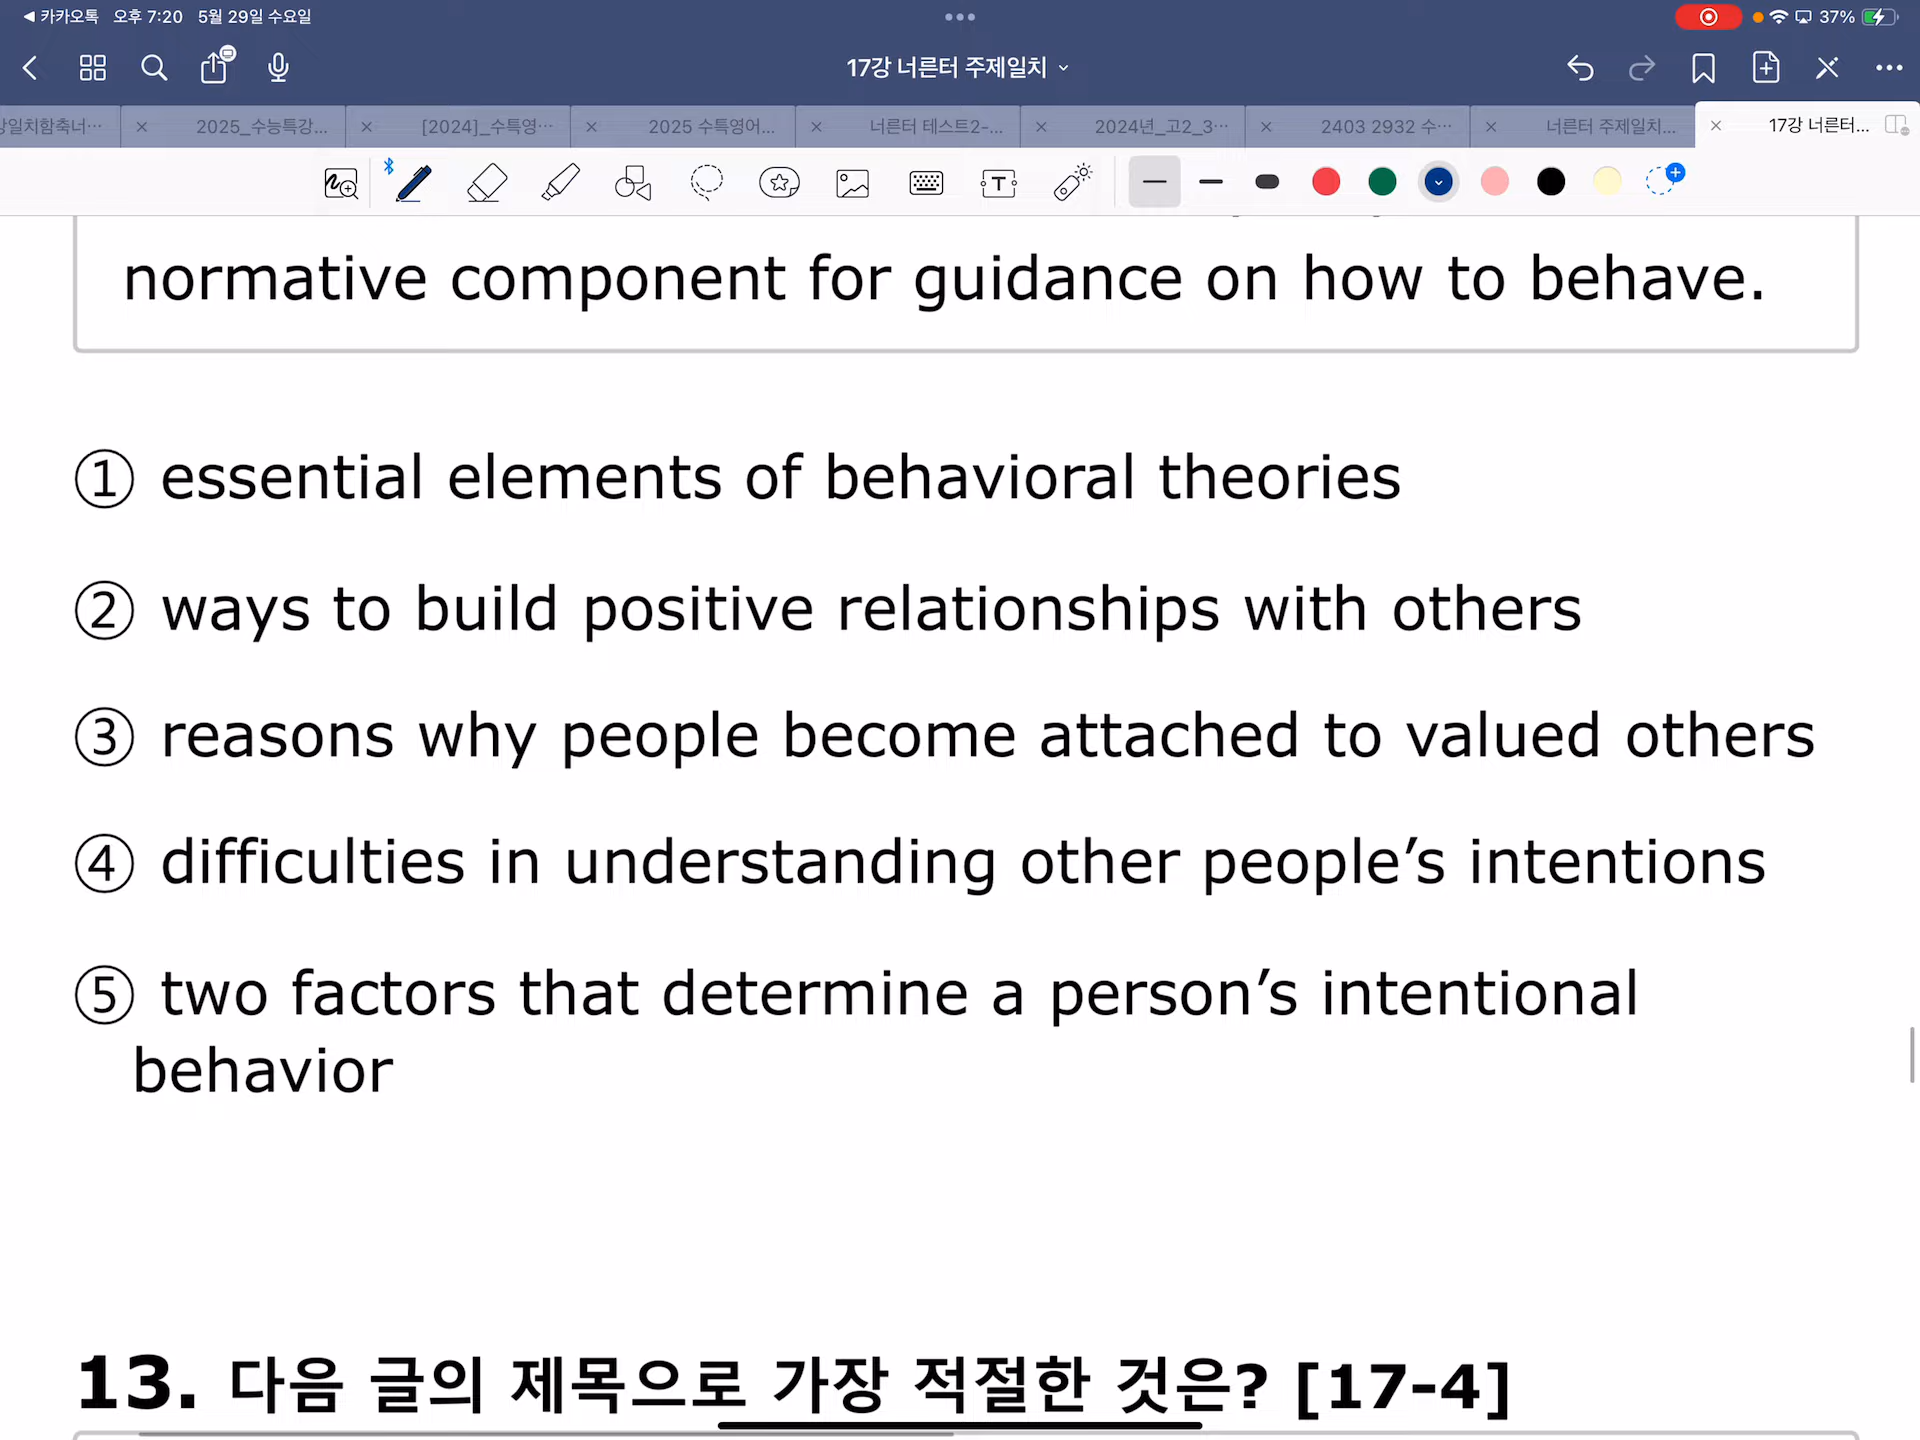 ◀ 카카오톡 오후 7:20 5월 29일 수요일
37%
17강 너른터 주제일치
2025_수능특강...
[2024]_수특영...
2025 수특영어...
너른터 테스트2-...
2024년_고2_3...
2403 2932 수...
너른터 주제일치...
17강 너른터...
normative component for guidance on how to behave.
① essential elements of behavioral theories
② ways to build positive relationships with others
③ reasons why people become attached to valued others
④ difficulties in understanding other people’s intentions
⑤ two factors that determine a person’s intentional
behavior
13. 다음 글의 제목으로 가장 적절한 것은? [17-4]